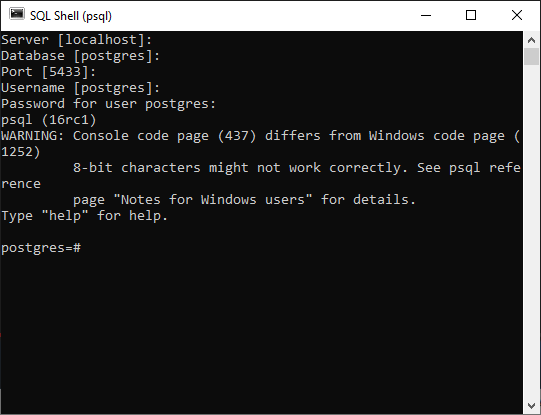 SQL Shell (psql)
Server [localhost]:
Database [postgres]:
Port [5433]:
Username [postgres]:
Password for user postgres:
psql (16rc1)
WARNING: Console code page (437) differs from Windows code page (
1252)
         8-bit characters might not work correctly. See psql refe
rence
         page "Notes for Windows users" for details.
Type "help" for help.

postgres=#